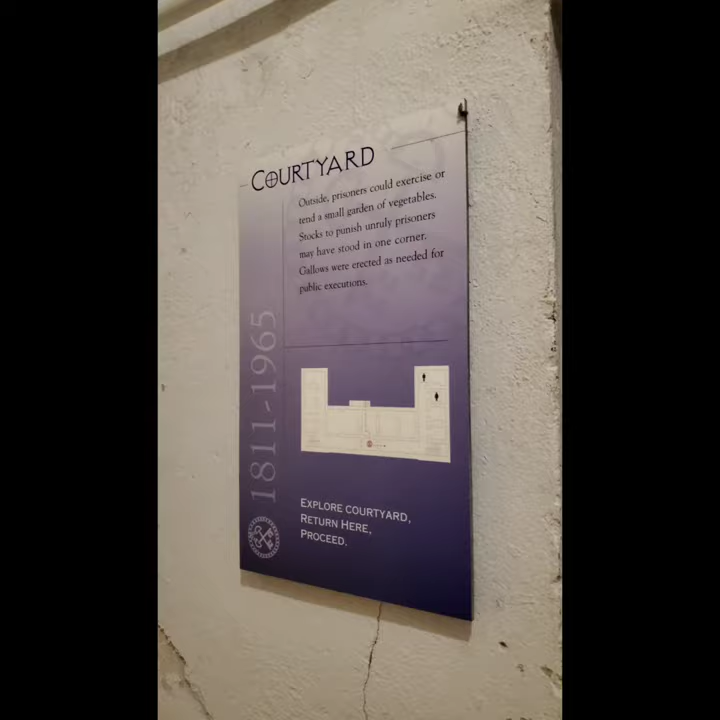 COURTYARD
Outside, prisoners could exercise or
tend a small garden of vegetables.
Stocks to punish unruly prisoners
may have stood in one corner.
Gallows were erected as needed for
public executions.
1811-1965
EXPLORE COURTYARD,
RETURN HERE,
PROCEED.